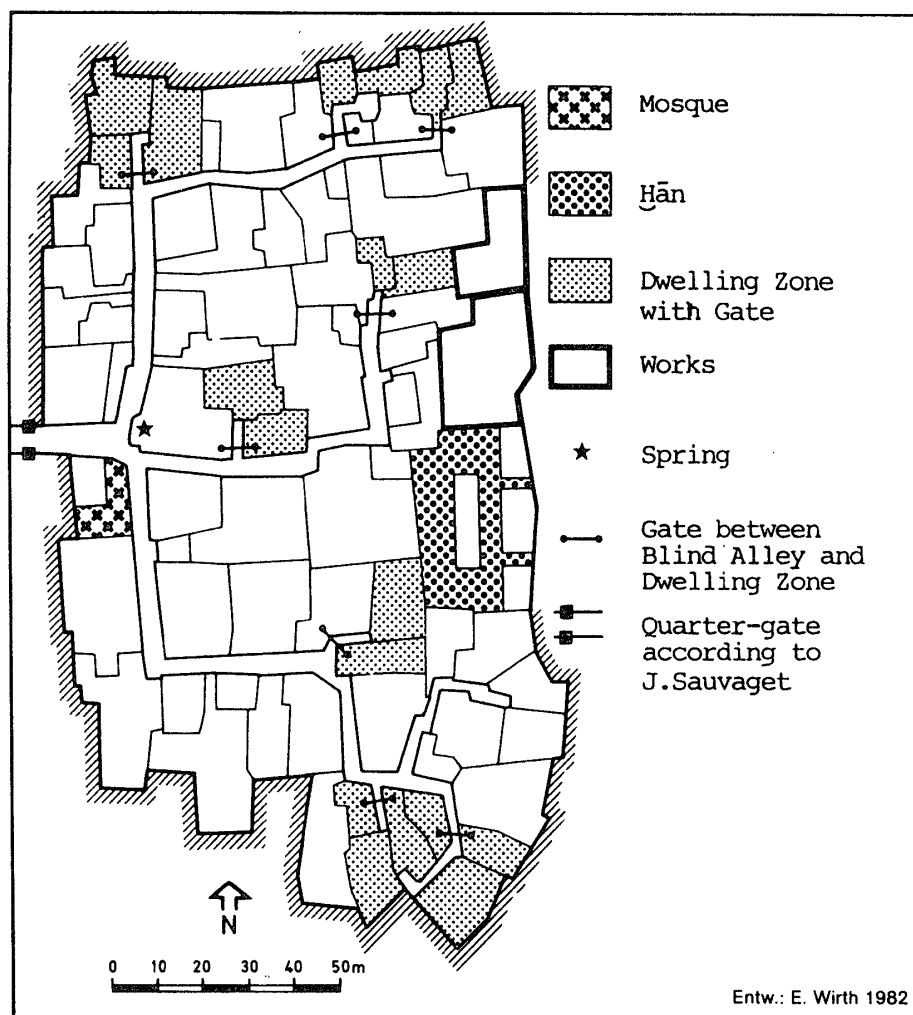 Mosque
Ḫān
Dwelling Zone
with Gate
Works
Spring
Gate between
Blind Alley and
Dwelling Zone
Quarter-gate
according to
J.Sauvaget
N
0 10 20 30 40 50m
Entw.: E. Wirth 1982